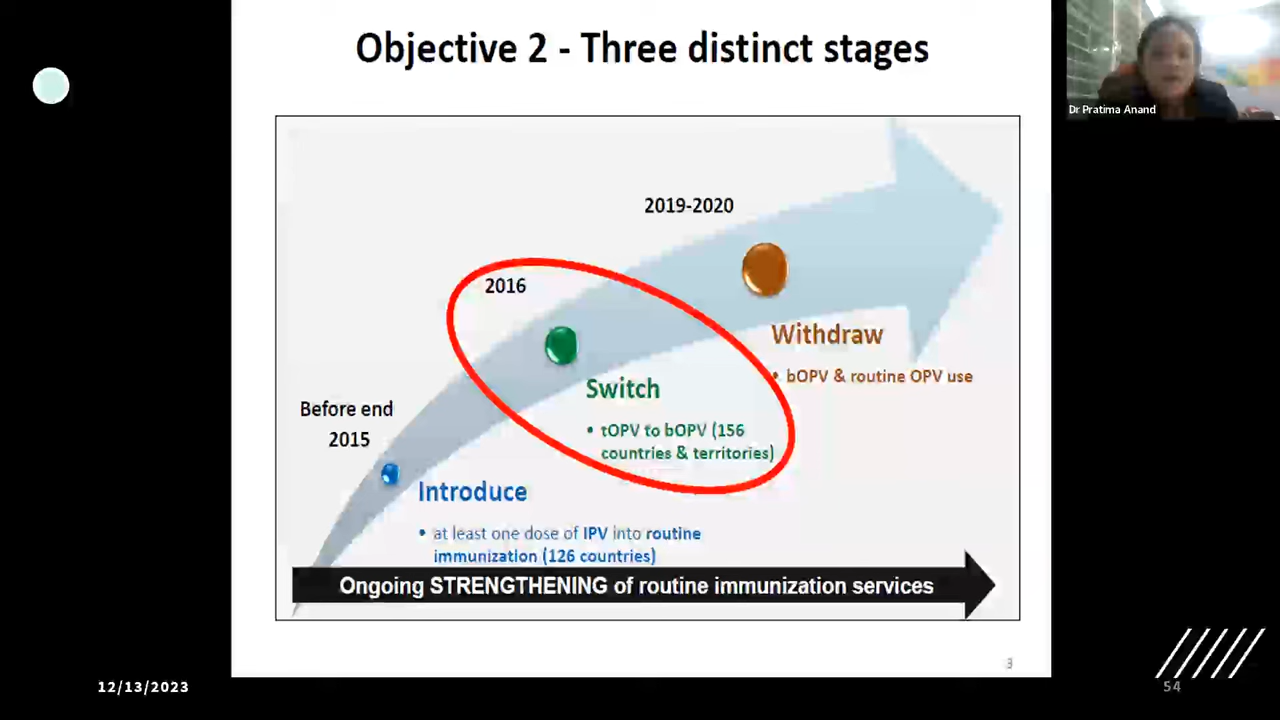 Objective 2 - Three distinct stages
Dr Pratima Anand
2019-2020
2016
Withdraw
• bOPV & routine OPV use
Switch
• tOPV to bOPV (156
countries & territories)
Before end
2015
Introduce
• at least one dose of IPV into routine
immunization (126 countries)
Ongoing STRENGTHENING of routine immunization services
3
12/13/2023
54